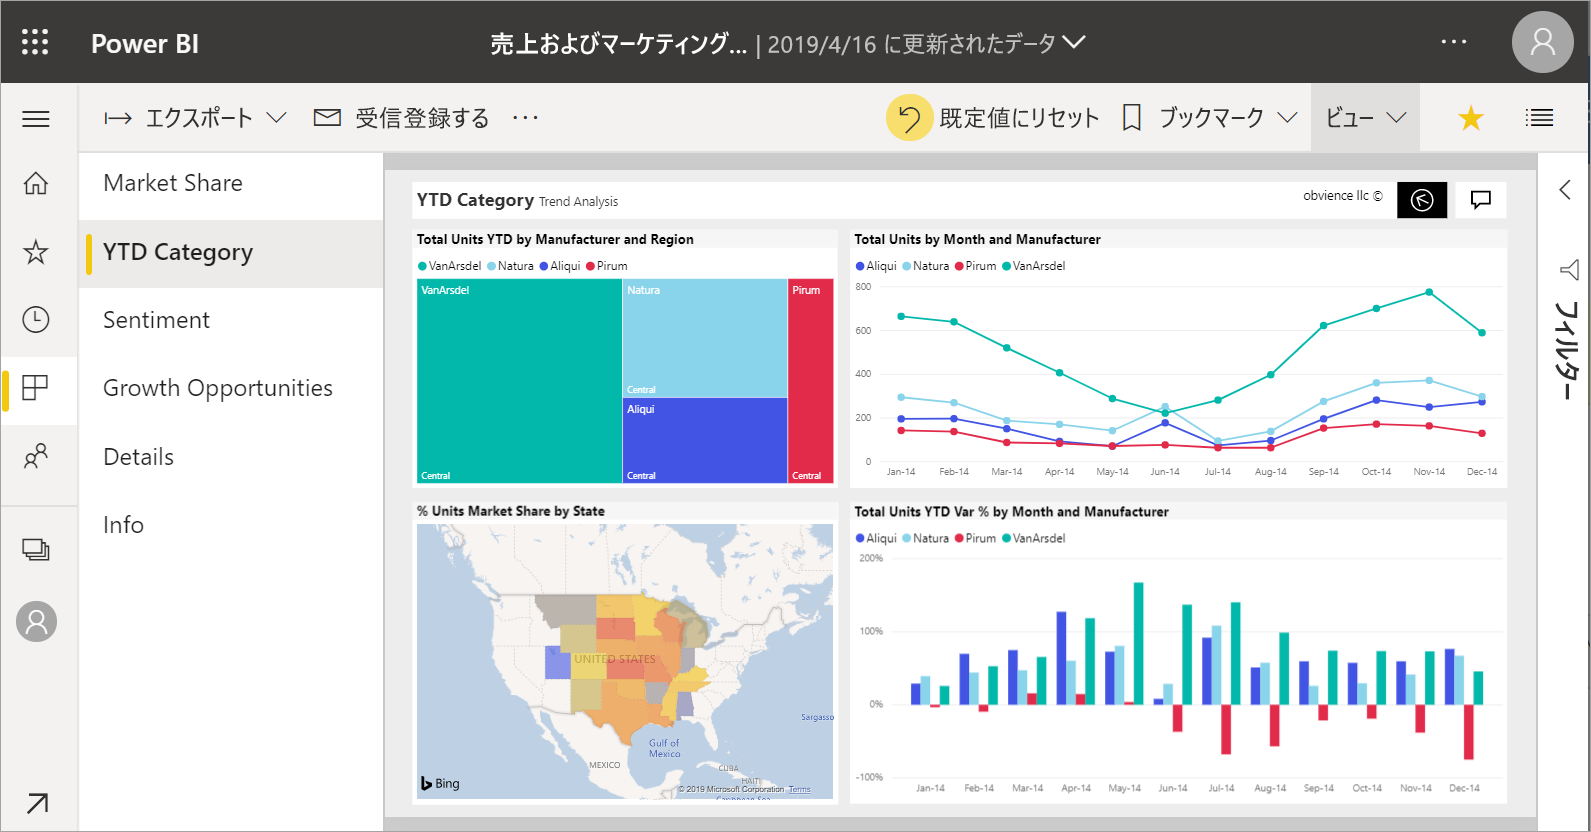 Power BI
売上およびマーケティング... | 2019/4/16 に更新されたデータ
エクスポート 受信登録する ... 既定値にリセット ブックマーク ビュー
Market Share
YTD Category
Sentiment
Growth Opportunities
Details
Info
YTD Category Trend Analysis
obvience llc ©
Total Units YTD by Manufacturer and Region
VanArsdel Natura Aliqui Pirum
VanArsdel
Central
Natura
Central
Aliqui
Central
Pirum
Central
Total Units by Month and Manufacturer
Aliqui Natura Pirum VanArsdel
800
600
400
200
0
Jan-14 Feb-14 Mar-14 Apr-14 May-14 Jun-14 Jul-14 Aug-14 Sep-14 Oct-14 Nov-14 Dec-14
% Units Market Share by State
UNITED STATES
Sargasso
Gulf of
Mexico
MEXICO
CUBA
HAITI
Bing
© 2019 Microsoft Corporation Terms
Caribbean Sea
Total Units YTD Var % by Month and Manufacturer
Aliqui Natura Pirum VanArsdel
200%
100%
0%
-100%
Jan-14 Feb-14 Mar-14 Apr-14 May-14 Jun-14 Jul-14 Aug-14 Sep-14 Oct-14 Nov-14 Dec-14
フィルター